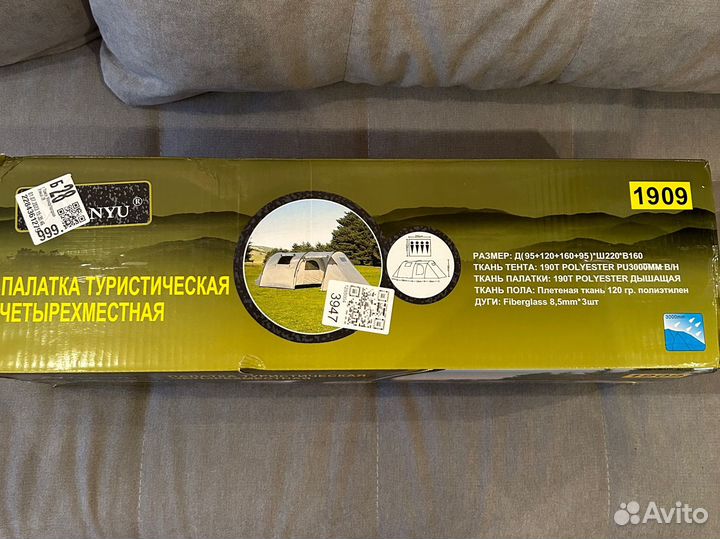 NYU®
1909
ПАЛАТКА ТУРИСТИЧЕСКАЯ
ЧЕТЫРЕХМЕСТНАЯ
РАЗМЕР: Д(95+120+160+95)*Ш220*В160
ТКАНЬ ТЕНТА: 190T POLYESTER PU3000MM В/Н
ТКАНЬ ПАЛАТКИ: 190T POLYESTER ДЫШАЩАЯ
ТКАНЬ ПОЛА: Плетеная ткань 120 гр. полиэтилен
ДУГИ: Fiberglass 8,5mm*3шт
3000mm
3947
999
1909
Avito